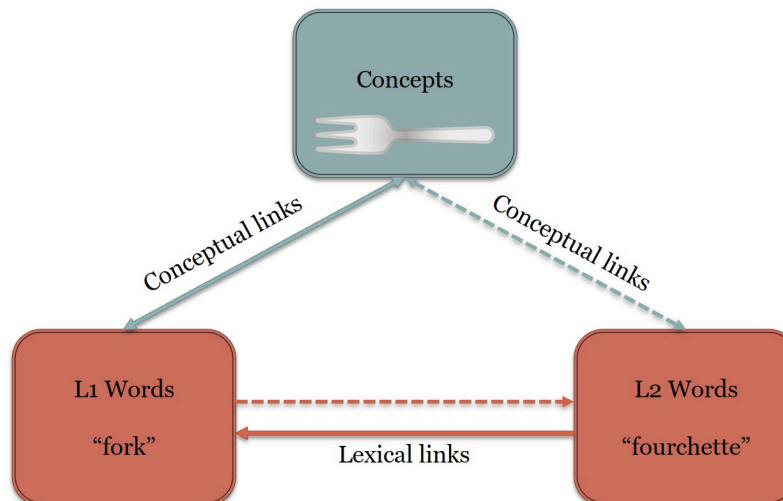 Concepts
Conceptual links
Conceptual links
L1 Words
“fork”
L2 Words
“fourchette”
Lexical links